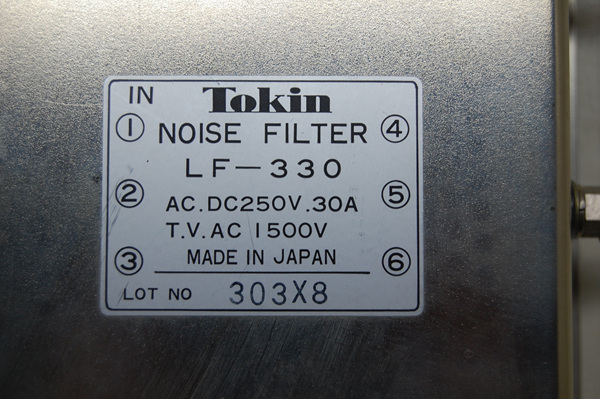 IN Tokin
① NOISE FILTER ④
LF-330
② AC.DC250V.30A ⑤
T.V.AC 1500V
③ MADE IN JAPAN ⑥
LOT NO 303X8